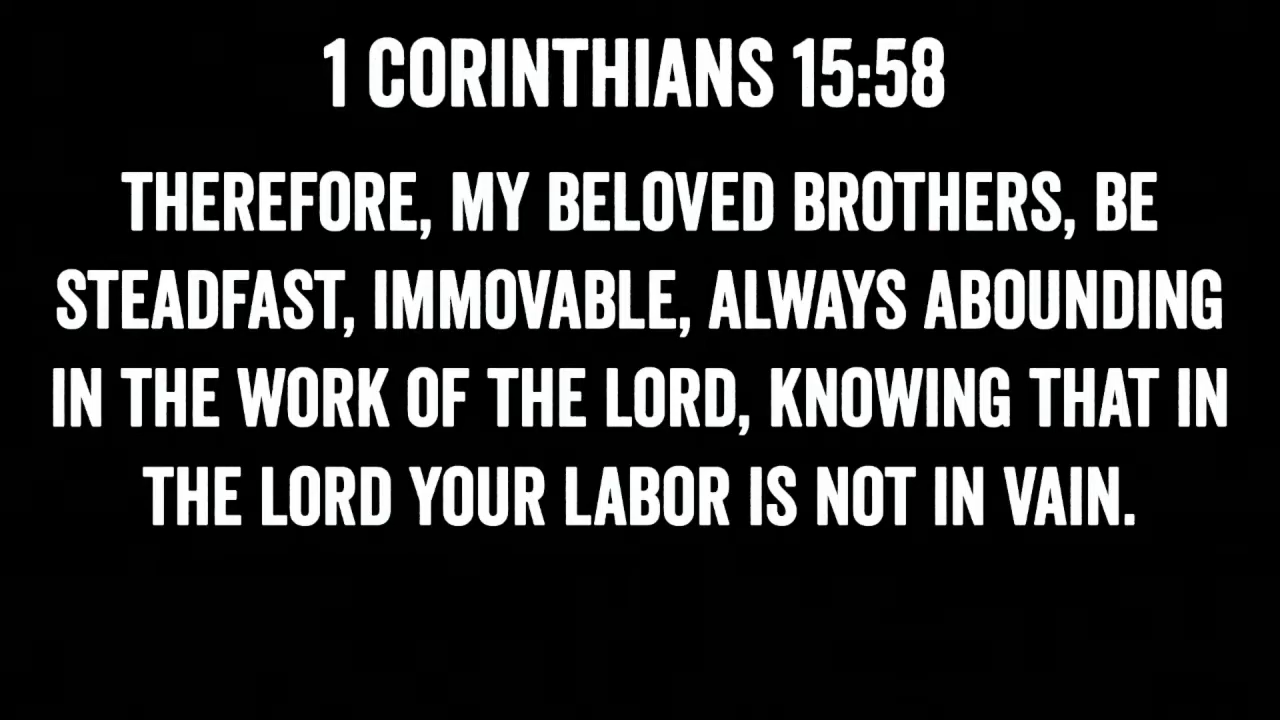 1 CORINTHIANS 15:58
THEREFORE, MY BELOVED BROTHERS, BE
STEADFAST, IMMOVABLE, ALWAYS ABOUNDING
IN THE WORK OF THE LORD, KNOWING THAT IN
THE LORD YOUR LABOR IS NOT IN VAIN.